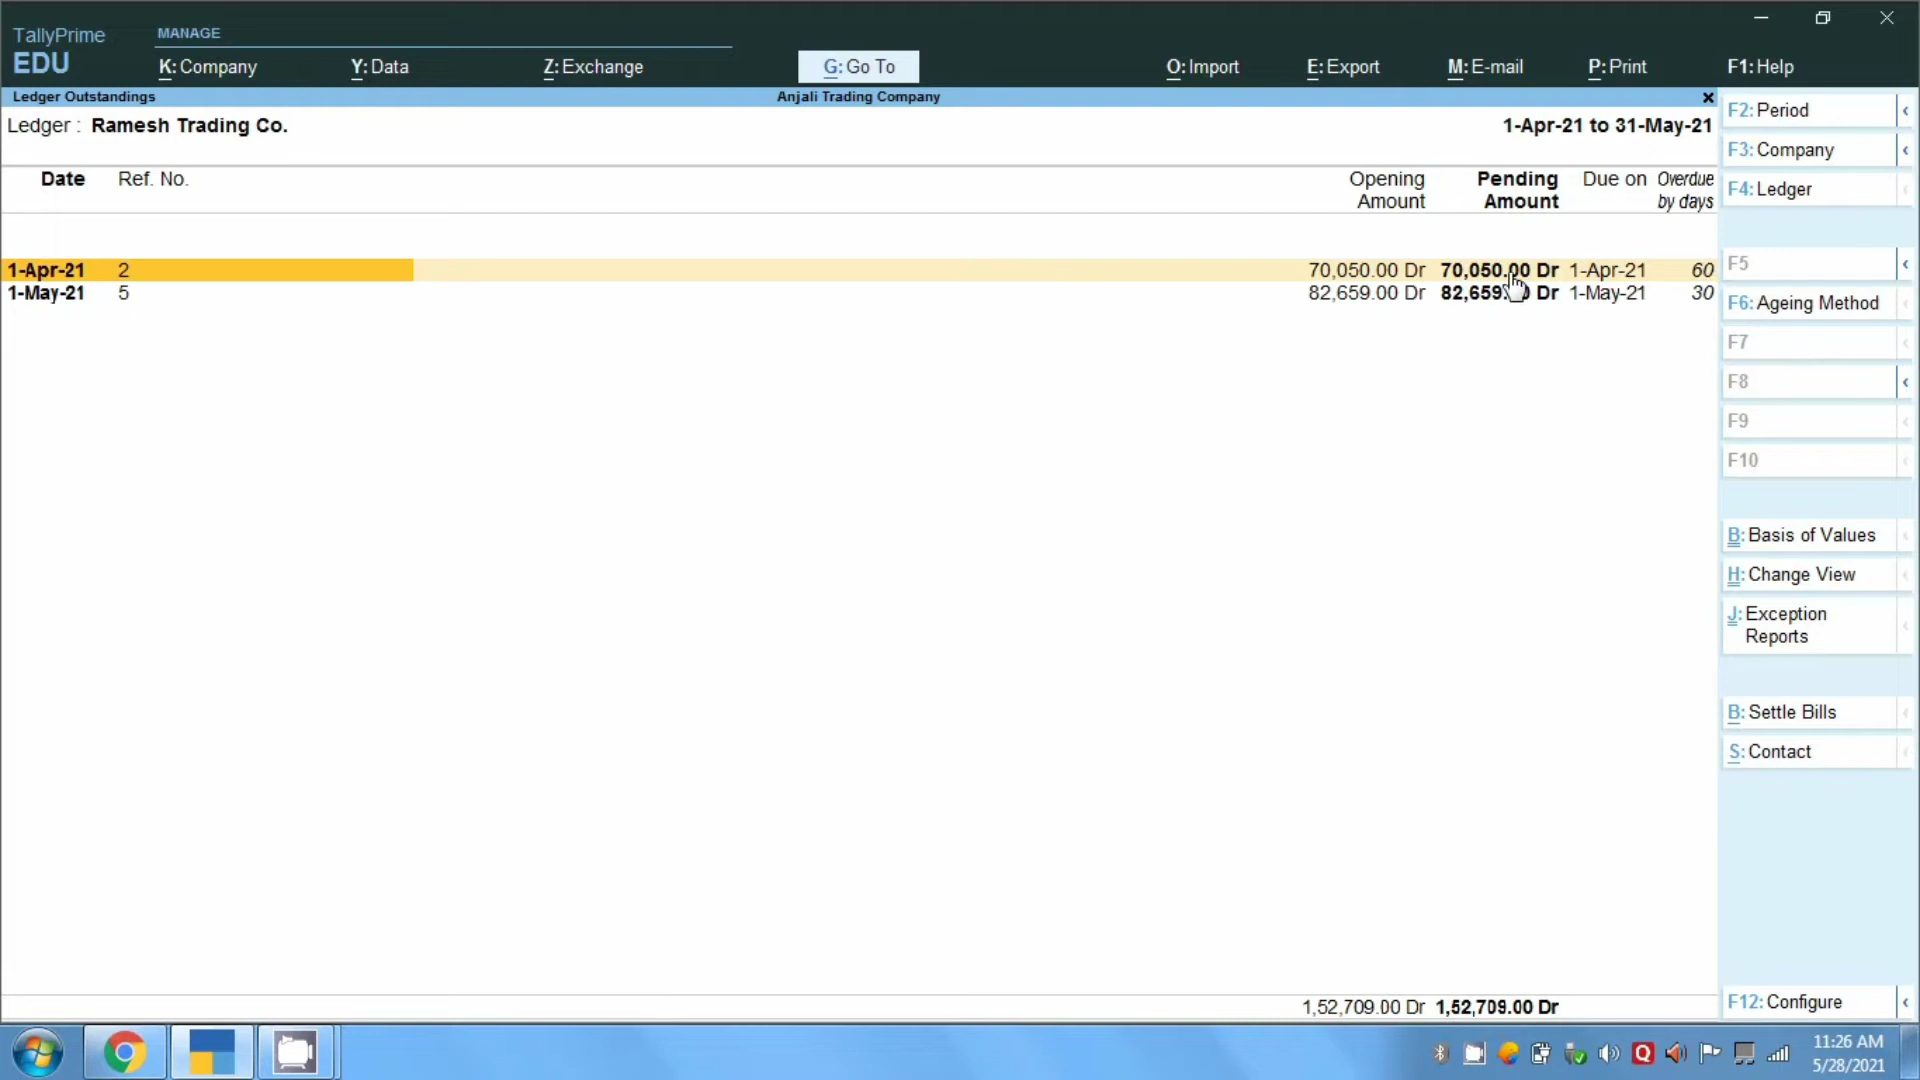 TallyPrime
EDU
MANAGE
K: Company
Y: Data
Z: Exchange
G: Go To
O: Import
E: Export
M: E-mail
P: Print
F1: Help
Ledger Outstandings
Anjali Trading Company
Ledger : Ramesh Trading Co.
1-Apr-21 to 31-May-21
Date Ref. No. Opening Amount Pending Amount Due on Overdue by days
1-Apr-21 2 70,050.00 Dr 70,050.00 Dr 1-Apr-21 60
1-May-21 5 82,659.00 Dr 82,659.00 Dr 1-May-21 30
1,52,709.00 Dr 1,52,709.00 Dr
F2: Period
F3: Company
F4: Ledger
F5
F6: Ageing Method
F7
F8
F9
F10
B: Basis of Values
H: Change View
J: Exception
Reports
B: Settle Bills
S: Contact
F12: Configure
11:26 AM
5/28/2021